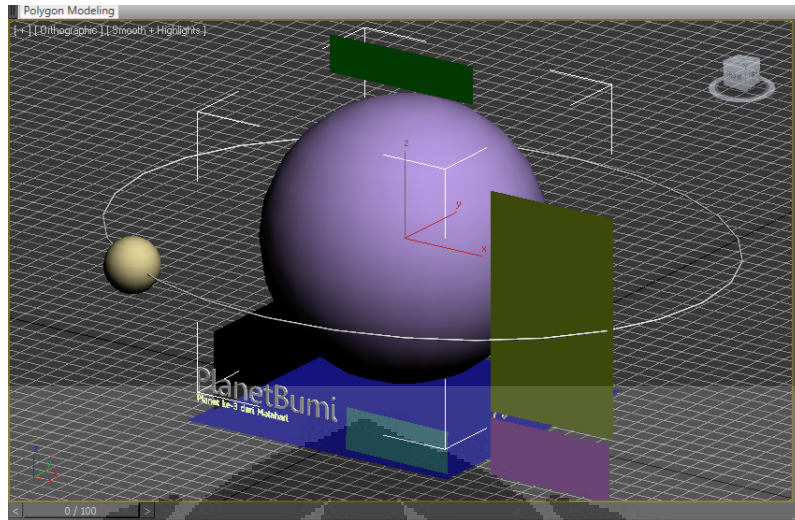 Polygon Modeling
[ + ] [ Orthographic ] [ Smooth + Highlights ]
z
y
x
PlanetBumi
Planet ke-3 dari Matahari
z
y
x
< 0 / 100 >